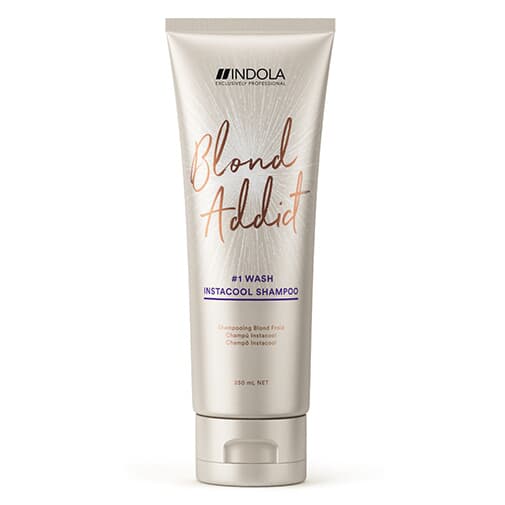 INDOLA
EXCLUSIVELY PROFESSIONAL
Blond
Addict
#1 WASH
INSTACOOL SHAMPOO
Shampooing Blond Froid
Champú Instacool
Champô Instacool
250 mL NET